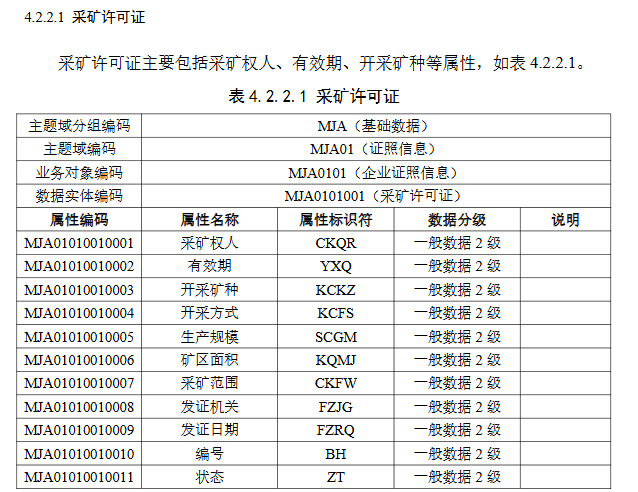 4.2.2.1 采矿许可证
采矿许可证主要包括采矿权人、有效期、开采矿种等属性，如表 4.2.2.1。
表 4.2.2.1 采矿许可证
主题域分组编码 MJA（基础数据）
主题域编码 MJA01（证照信息）
业务对象编码 MJA0101（企业证照信息）
数据实体编码 MJA0101001（采矿许可证）
属性编码 属性名称 属性标识符 数据分级 说明
MJA01010010001 采矿权人 CKQR 一般数据 2 级
MJA01010010002 有效期 YXQ 一般数据 2 级
MJA01010010003 开采矿种 KCKZ 一般数据 2 级
MJA01010010004 开采方式 KCFS 一般数据 2 级
MJA01010010005 生产规模 SCGM 一般数据 2 级
MJA01010010006 矿区面积 KQMJ 一般数据 2 级
MJA01010010007 采矿范围 CKFW 一般数据 2 级
MJA01010010008 发证机关 FZJG 一般数据 2 级
MJA01010010009 发证日期 FZRQ 一般数据 2 级
MJA01010010010 编号 BH 一般数据 2 级
MJA01010010011 状态 ZT 一般数据 2 级